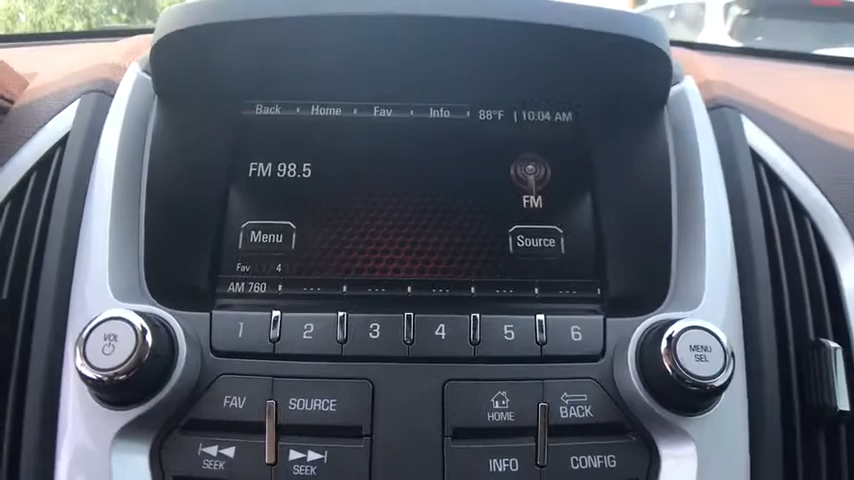 Back Home Fav Info 88°F 10:04 AM
FM 98.5
FM
Menu Source
Fav 4
AM 760 --- --- --- --- ---
1 2 3 4 5 6
VOL
MENU
SEL
FAV SOURCE HOME BACK
SEEK SEEK INFO CONFIG